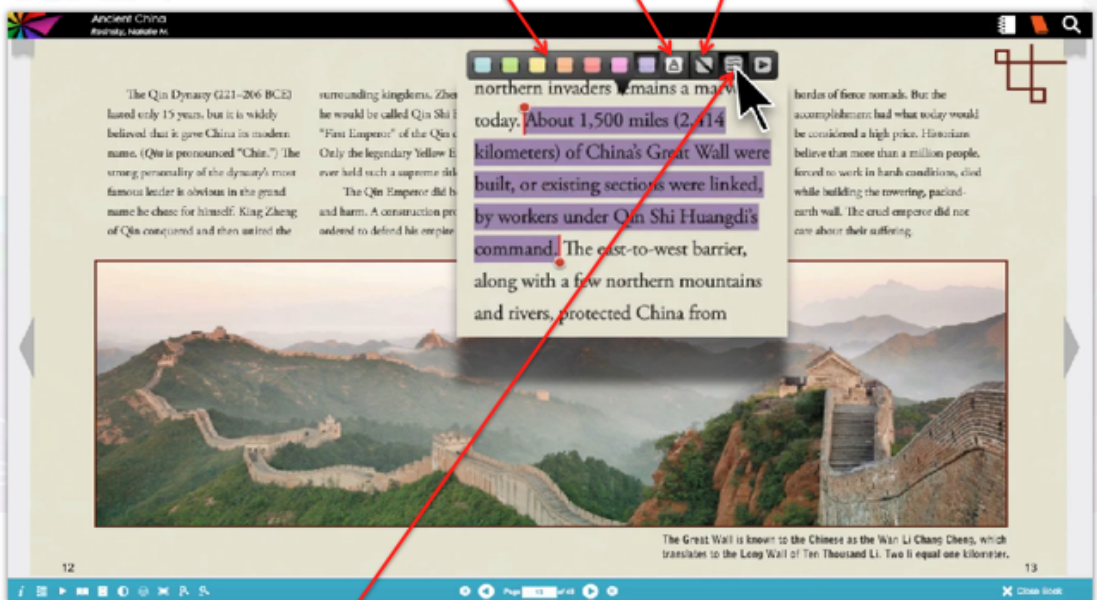 Ancient China
Rosinsky, Natalie M.
The Qin Dynasty (221–206 BCE)
lasted only 15 years, but it is widely
believed that it gave China its modern
name. (Qin is pronounced "Chin.") The
strong personality of the dynasty's most
famous leader is obvious in the grand
name he chose for himself. King Zheng
of Qin conquered and then united the
surrounding kingdoms. Zhe
he would be called Qin Shi
"First Emperor" of the Qin
Only the legendary Yellow E
ever held such a supreme
The Qin Emperor did
and harm. A construction
ordered to defend his empire
northern invaders remains a
today. About 1,500 miles (2,414
kilometers) of China's Great Wall were
built, or existing sections were linked,
by workers under Qin Shi Huangdi's
command. The east-to-west barrier,
along with a few northern mountains
and rivers, protected China from
hordes of fierce nomads. But the
accomplishment had what today would
be considered a high price. Historians
believe that more than a million people,
forced to work in harsh conditions, died
while building the towering, packed-
earth wall. The cruel emperor did not
care about their suffering.
The Great Wall is known to the Chinese as the Wan Li Chang Cheng, which
translates to the Long Wall of Ten Thousand Li. Two li equal one kilometer.
12
13
Page of 48
Close Book